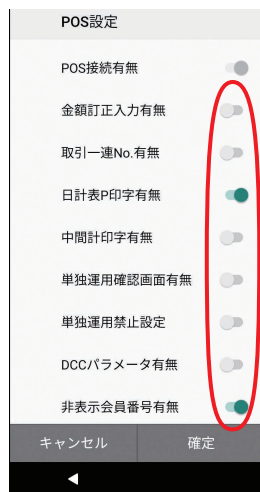 POS設定
POS接続有無
金額訂正入力有無
取引一連No.有無
日計表P印字有無
中間計印字有無
単独運用確認画面有無
単独運用禁止設定
DCCパラメータ有無
非表示会員番号有無
キャンセル
確定